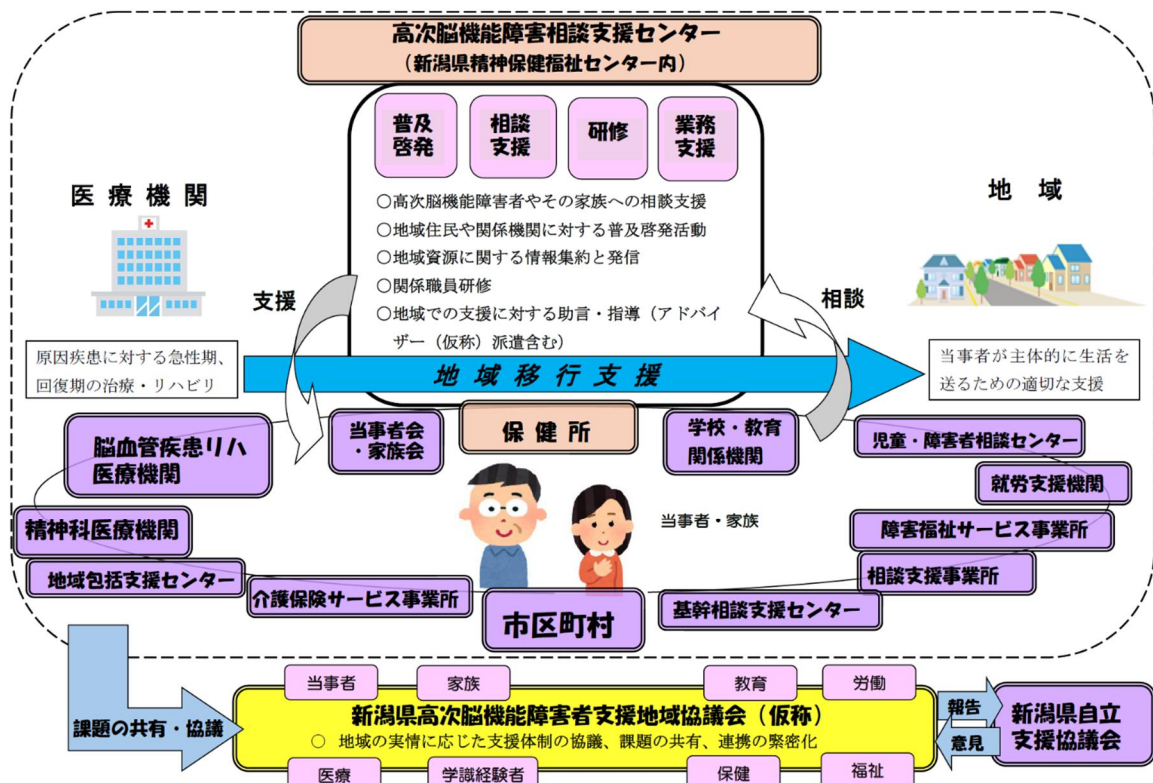 高次脳機能障害相談支援センター
（新潟県精神保健福祉センター内）
普及
啓発
相談
支援
研修
業務
支援
○高次脳機能障害者やその家族への相談支援
○地域住民や関係機関に対する普及啓発活動
○地域資源に関する情報集約と発信
○関係職員研修
○地域での支援に対する助言・指導（アドバイ
ザー（仮称）派遣含む）
医療機関
地域
支援
相談
原因疾患に対する急性期、
回復期の治療・リハビリ
地域移行支援
当事者が主体的に生活を
送るための適切な支援
脳血管疾患リハ
医療機関
当事者会
・家族会
保健所
学校・教育
関係機関
児童・障害者相談センター
就労支援機関
精神科医療機関
当事者・家族
障害福祉サービス事業所
地域包括支援センター
相談支援事業所
介護保険サービス事業所
市区町村
基幹相談支援センター
課題の共有・協議
当事者
家族
教育
労働
新潟県高次脳機能障害者支援地域協議会（仮称）
○ 地域の実情に応じた支援体制の協議、課題の共有、連携の緊密化
医療
学識経験者
保健
福祉
報告
意見
新潟県自立
支援協議会